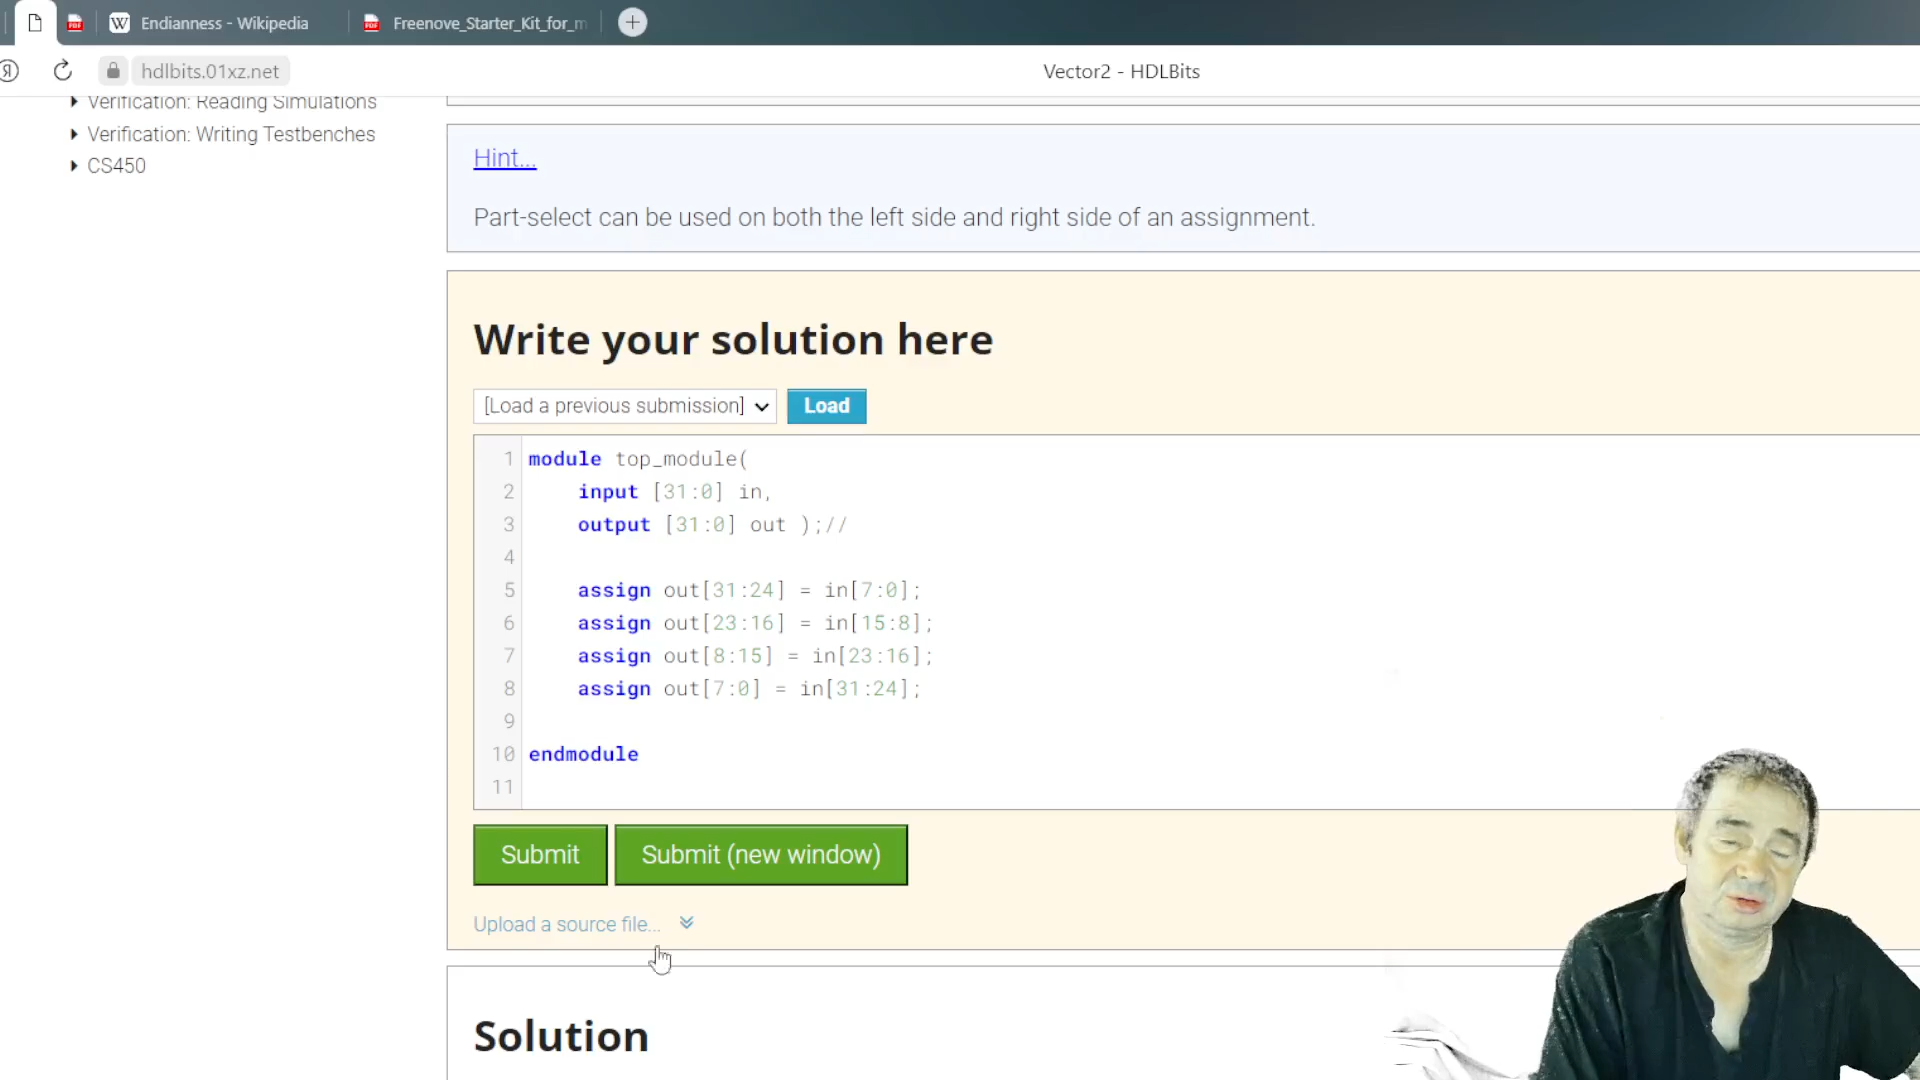 Endianness - Wikipedia
Freenove_Starter_Kit_for_m
hdlbits.01xz.net
Vector2 - HDLBits
Verification: Reading Simulations
Verification: Writing Testbenches
CS450
Hint...
Part-select can be used on both the left side and right side of an assignment.
Write your solution here
[Load a previous submission]
Load
1 module top_module(
2 input [31:0] in,
3 output [31:0] out );//
4
5 assign out[31:24] = in[7:0];
6 assign out[23:16] = in[15:8];
7 assign out[8:15] = in[23:16];
8 assign out[7:0] = in[31:24];
9
10 endmodule
11
Submit
Submit (new window)
Upload a source file...
Solution